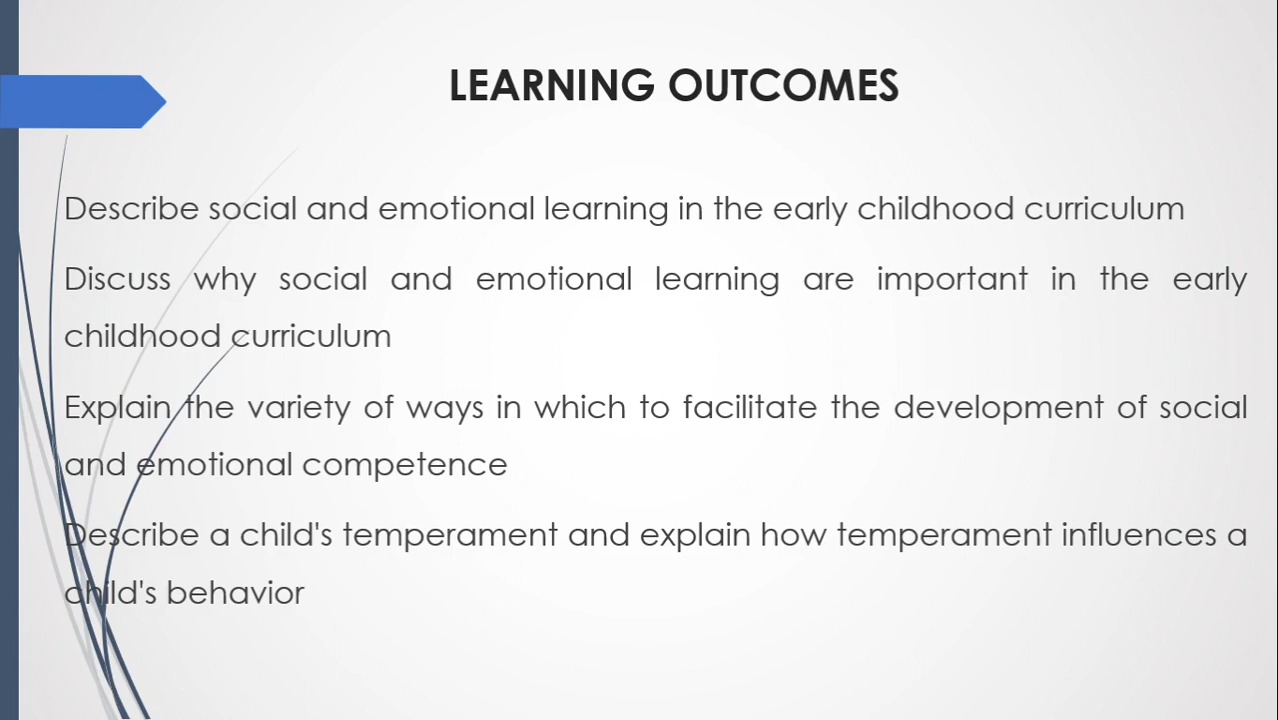 LEARNING OUTCOMES
Describe social and emotional learning in the early childhood curriculum
Discuss why social and emotional learning are important in the early
childhood curriculum
Explain the variety of ways in which to facilitate the development of social
and emotional competence
Describe a child's temperament and explain how temperament influences a
child's behavior